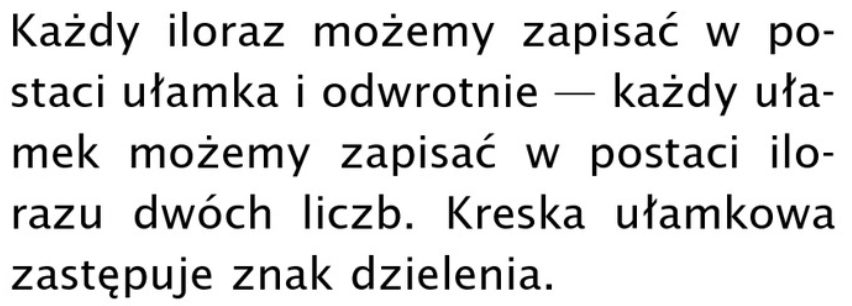 Każdy iloraz możemy zapisać w po-
staci ułamka i odwrotnie — każdy uła-
mek możemy zapisać w postaci ilo-
razu dwóch liczb. Kreska ułamkowa
zastępuje znak dzielenia.